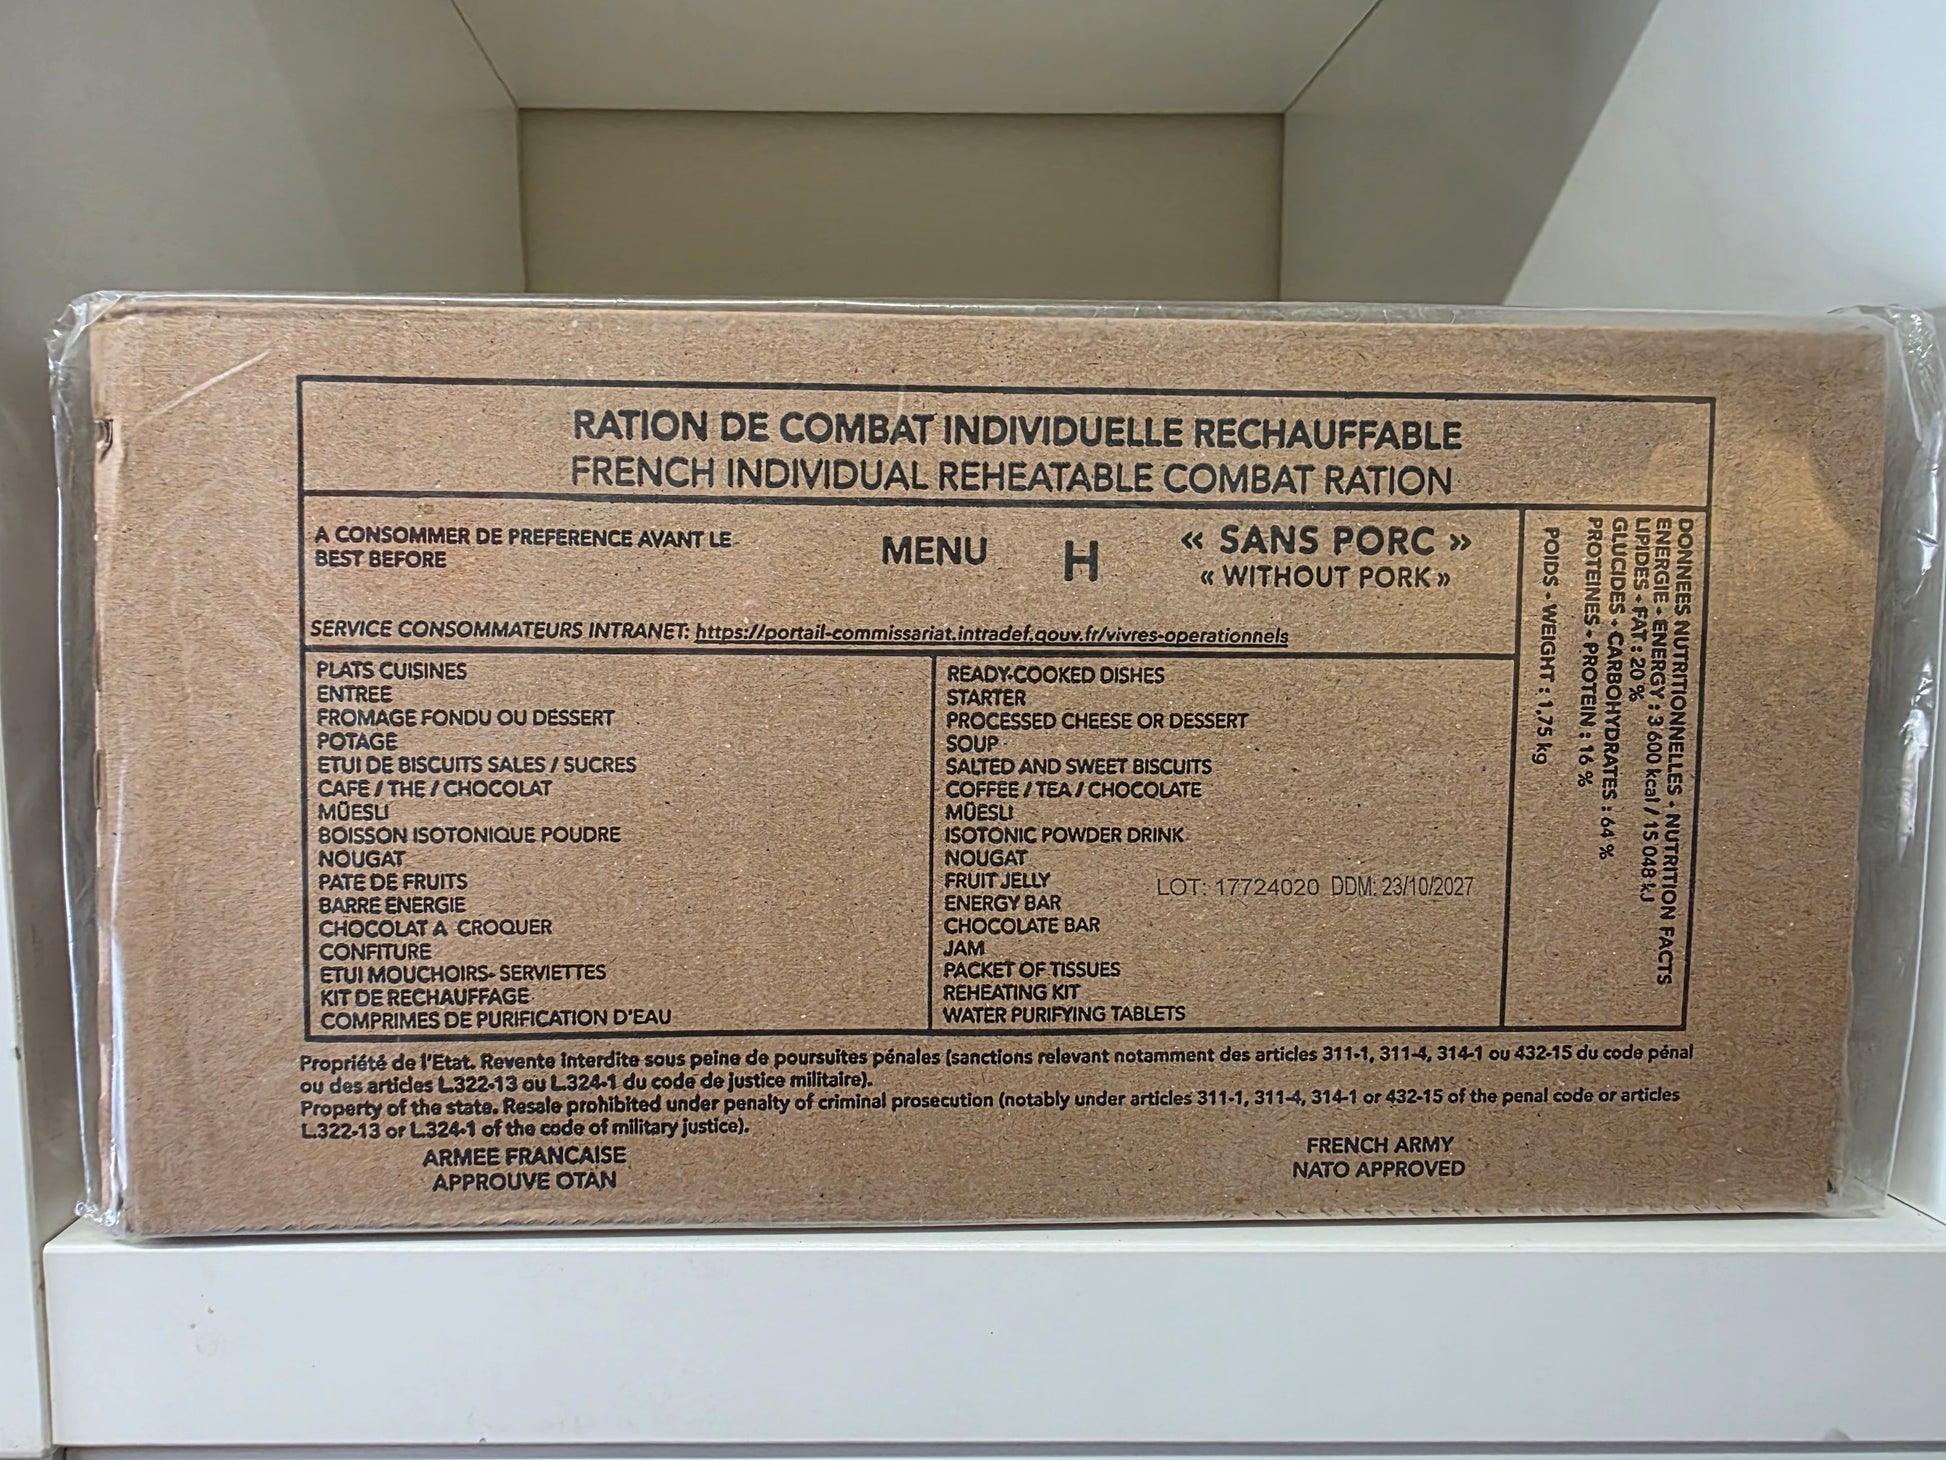 RATION DE COMBAT INDIVIDUELLE RECHAUFFABLE
FRENCH INDIVIDUAL REHEATABLE COMBAT RATION
A CONSOMMER DE PREFERENCE AVANT LE
BEST BEFORE
MENU H
« SANS PORC »
« WITHOUT PORK »
SERVICE CONSOMMATEURS INTRANET: https://portail-commissariat.intradef.gouv.fr/vivres-operationnels
PLATS CUISINES
ENTREE
FROMAGE FONDU OU DESSERT
POTAGE
ETUI DE BISCUITS SALES / SUCRES
CAFE / THE / CHOCOLAT
MÜESLI
BOISSON ISOTONIQUE POUDRE
NOUGAT
PATE DE FRUITS
BARRE ENERGIE
CHOCOLAT A CROQUER
CONFITURE
ETUI MOUCHOIRS- SERVIETTES
KIT DE RECHAUFFAGE
COMPRIMES DE PURIFICATION D'EAU
READY-COOKED DISHES
STARTER
PROCESSED CHEESE OR DESSERT
SOUP
SALTED AND SWEET BISCUITS
COFFEE / TEA / CHOCOLATE
MÜESLI
ISOTONIC POWDER DRINK
NOUGAT
FRUIT JELLY
ENERGY BAR
CHOCOLATE BAR
JAM
PACKET OF TISSUES
REHEATING KIT
WATER PURIFYING TABLETS
LOT: 17724020 DDM: 23/10/2027
DONNEES NUTRITIONNELLES - NUTRITION FACTS
ENERGIE - ENERGY : 3 600 kcal / 15 048 kJ
LIPIDES - FAT : 20 %
GLUCIDES - CARBOHYDRATES : 64 %
PROTEINES - PROTEIN : 16 %
POIDS - WEIGHT : 1,75 kg
Propriété de l'Etat. Revente interdite sous peine de poursuites pénales (sanctions relevant notamment des articles 311-1, 311-4, 314-1 ou 432-15 du code pénal
ou des articles L.322-13 ou L.324-1 du code de justice militaire).
Property of the state. Resale prohibited under penalty of criminal prosecution (notably under articles 311-1, 311-4, 314-1 or 432-15 of the penal code or articles
L.322-13 or L.324-1 of the code of military justice).
ARMEE FRANCAISE
APPROUVE OTAN
FRENCH ARMY
NATO APPROVED